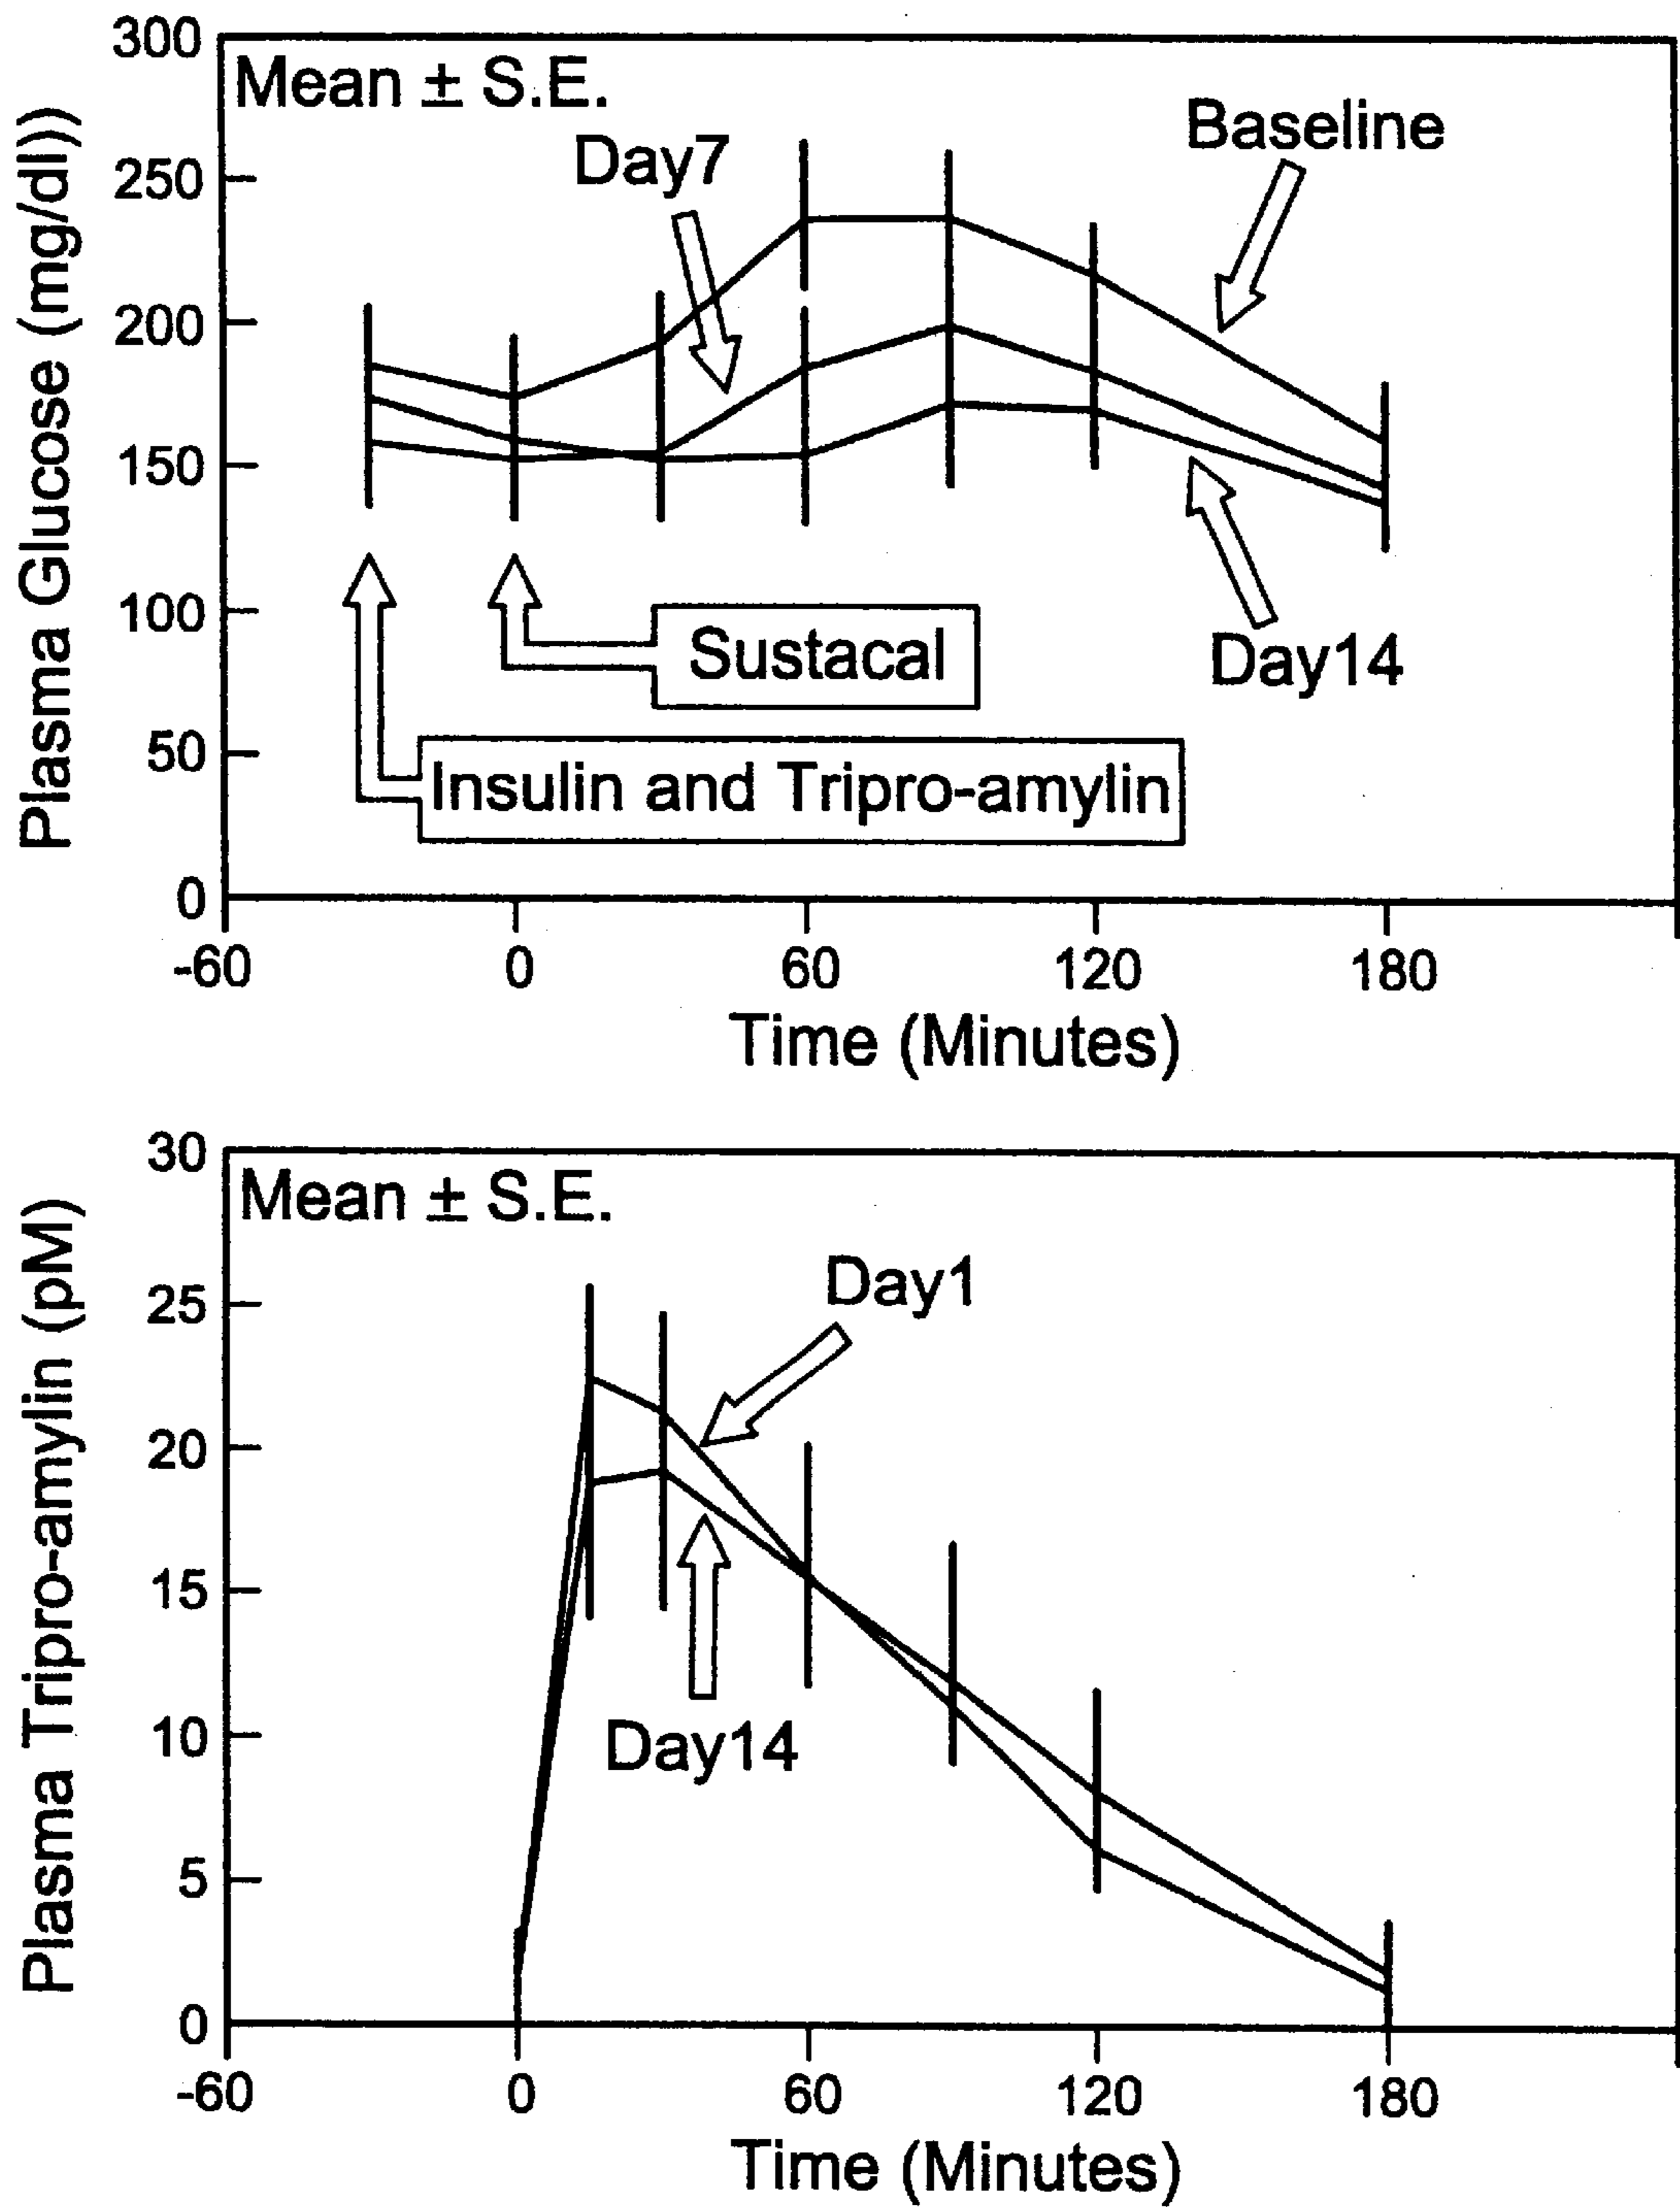 300
Mean ± S.E.
Baseline
Day7
250
200
150
100
Sustacal
Day14
50
Insulin and Tripro-amylin
0
Plasma Glucose (mg/dl))
-60 0 60 120 180
Time (Minutes)
30
Mean ± S.E.
Day1
25
20
15
10
Day14
5
0
Plasma Tripro-amylin (pM)
-60 0 60 120 180
Time (Minutes)